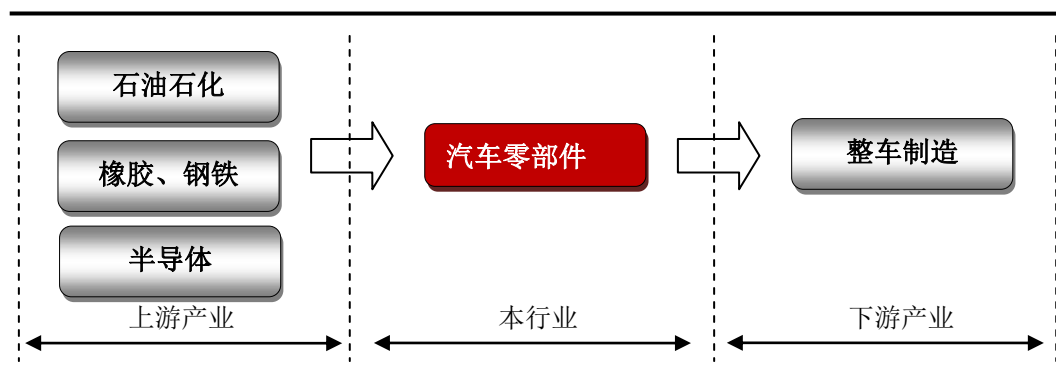 石油石化
橡胶、钢铁
半导体
汽车零部件
整车制造
上游产业
本行业
下游产业